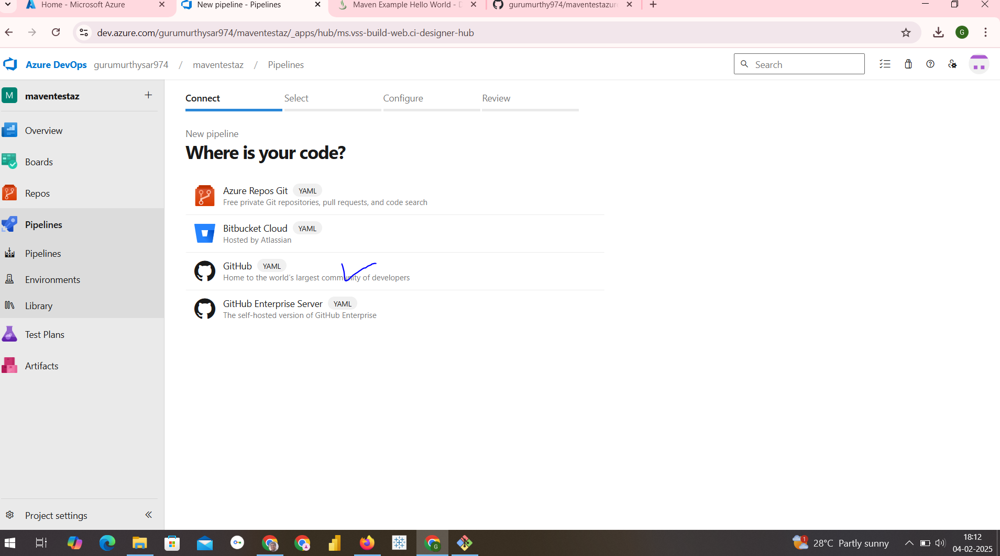 Home - Microsoft Azure
New pipeline - Pipelines
Maven Example Hello World - D
gurumurthy974/maventestazure
dev.azure.com/gurumurthysar974/maventestaz/_apps/hub/ms.vss-build-web.ci-designer-hub
G
Azure DevOps gurumurthysar974 / maventestaz / Pipelines
Search
M maventestaz
Overview
Boards
Repos
Pipelines
Pipelines
Environments
Library
Test Plans
Artifacts
Project settings
Connect Select Configure Review
New pipeline
Where is your code?
Azure Repos Git YAML
Free private Git repositories, pull requests, and code search
Bitbucket Cloud YAML
Hosted by Atlassian
GitHub YAML
Home to the world's largest community of developers
GitHub Enterprise Server YAML
The self-hosted version of GitHub Enterprise
G
1
28°C Partly sunny
18:12
04-02-2025